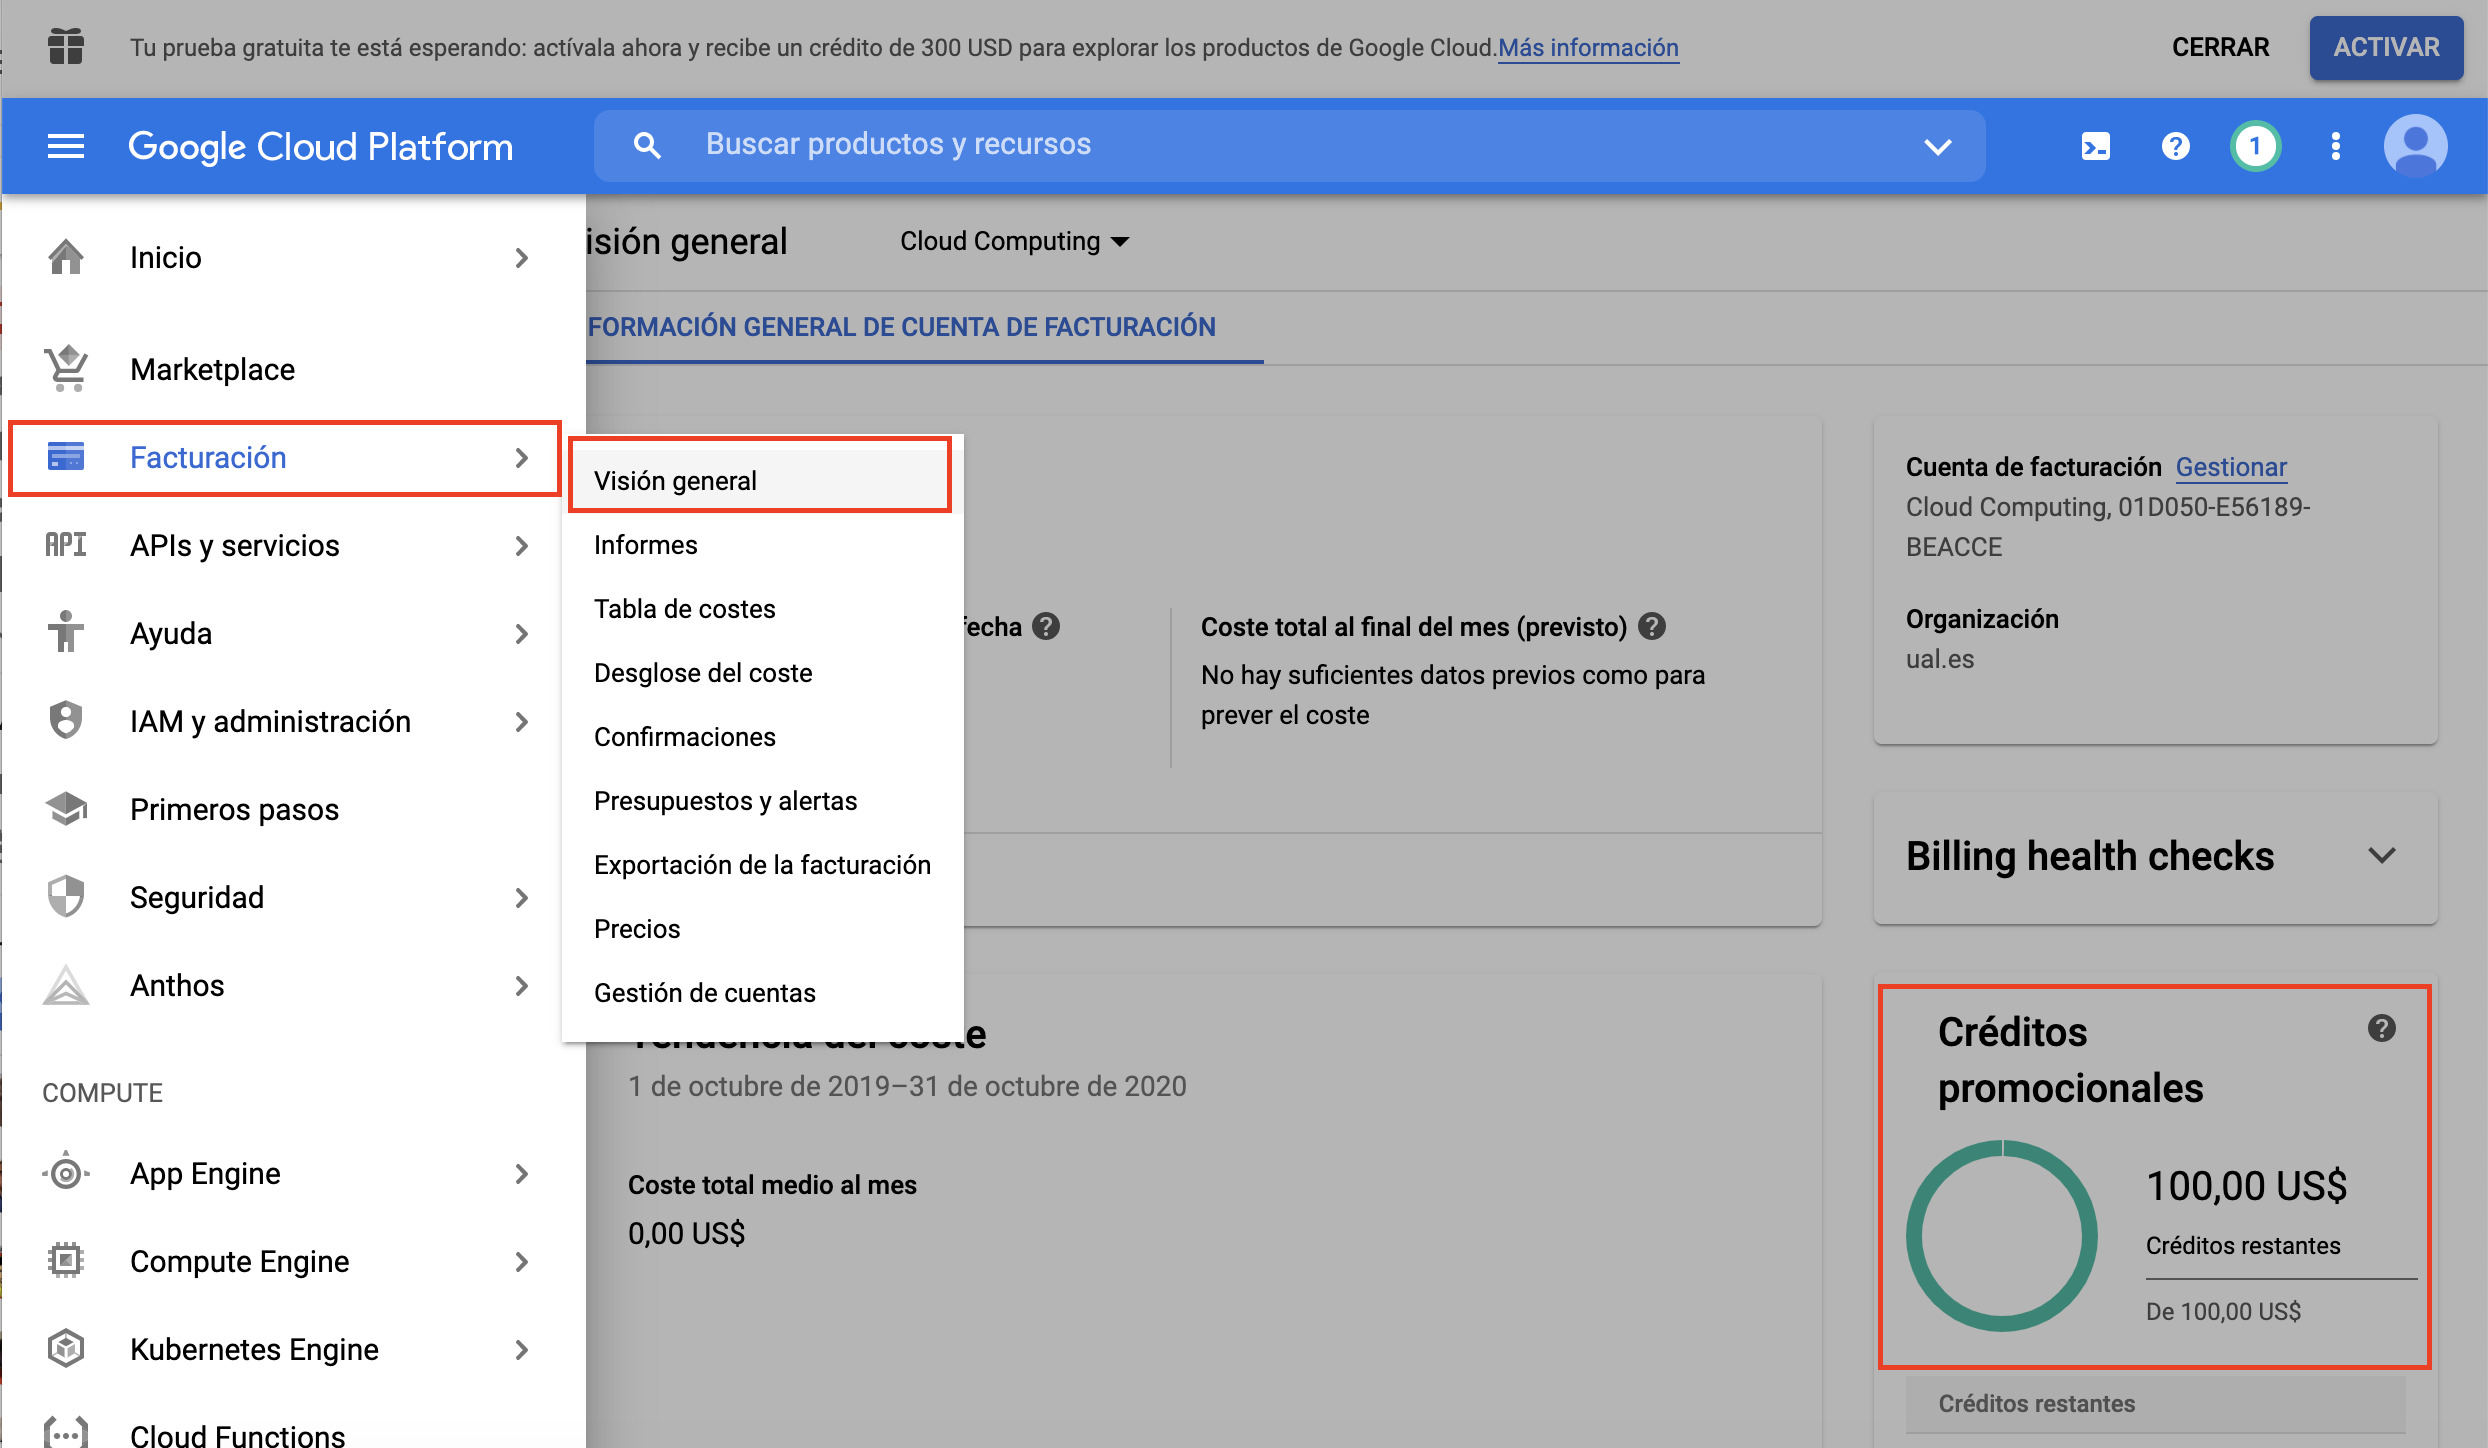 Tu prueba gratuita te está esperando: actívala ahora y recibe un crédito de 300 USD para explorar los productos de Google Cloud. Más información
CERRAR
ACTIVAR
Google Cloud Platform
Buscar productos y recursos
1
Inicio
Marketplace
Facturación
API
APIs y servicios
Ayuda
IAM y administración
Primeros pasos
Seguridad
Anthos
COMPUTE
App Engine
Compute Engine
Kubernetes Engine
Cloud Functions
Visión general
Informes
Tabla de costes
Desglose del coste
Confirmaciones
Presupuestos y alertas
Exportación de la facturación
Precios
Gestión de cuentas
isión general
Cloud Computing
FORMACIÓN GENERAL DE CUENTA DE FACTURACIÓN
fecha
Coste total al final del mes (previsto)
No hay suficientes datos previos como para
prever el coste
Tendencia del coste
1 de octubre de 2019–31 de octubre de 2020
Coste total medio al mes
0,00 US$
Cuenta de facturación Gestionar
Cloud Computing, 01D050-E56189-
BEACCE
Organización
ual.es
Billing health checks
Créditos
promocionales
100,00 US$
Créditos restantes
De 100,00 US$
Créditos restantes